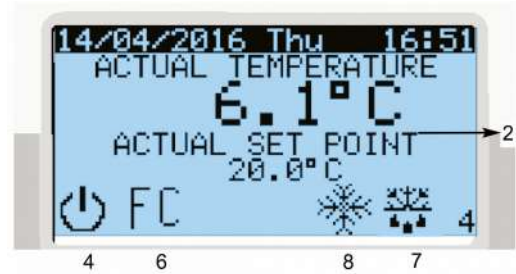 14/04/2016 Thu 16:51
ACTUAL TEMPERATURE
6.1°C
ACTUAL SET POINT
2
20.0°C
FC
4
4 6 8 7